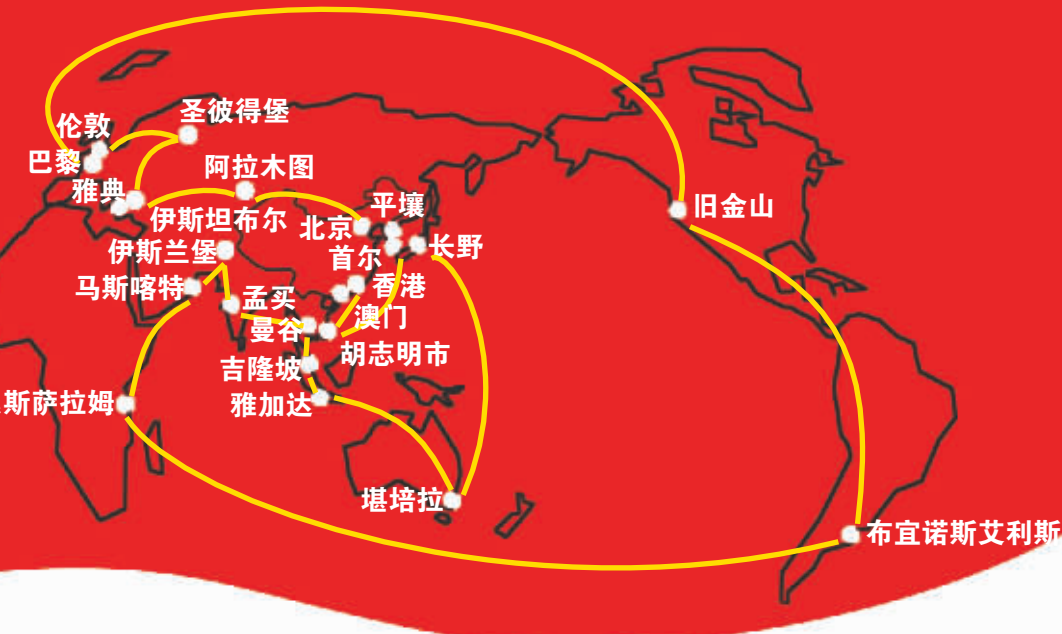 圣彼得堡
伦敦
巴黎
阿拉木图
雅典
伊斯坦布尔
平壤
旧金山
北京
首尔
长野
伊斯兰堡
马斯喀特
香港
孟买
澳门
曼谷
胡志明市
吉隆坡
斯萨拉姆
雅加达
堪培拉
布宜诺斯艾利斯